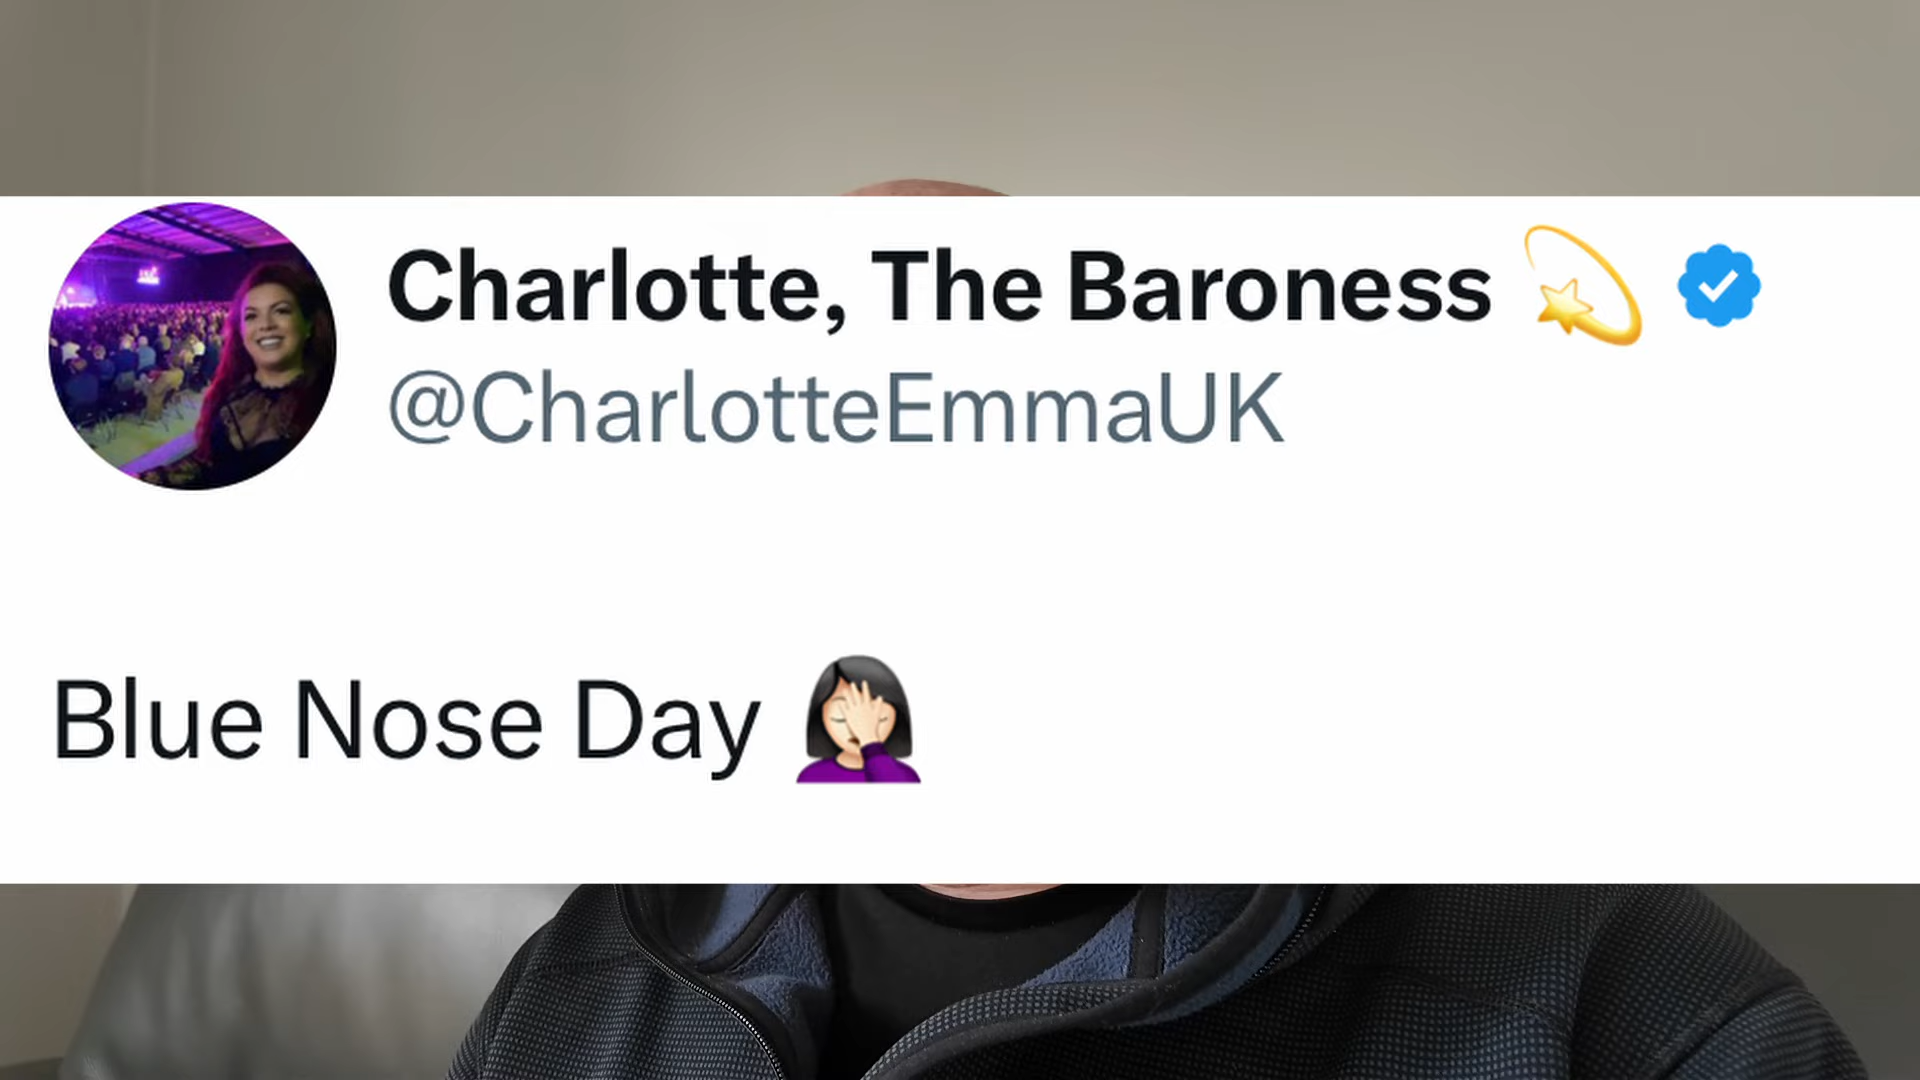 Charlotte, The Baroness 💫
@CharlotteEmmaUK
Blue Nose Day 🤦🏻‍♀️